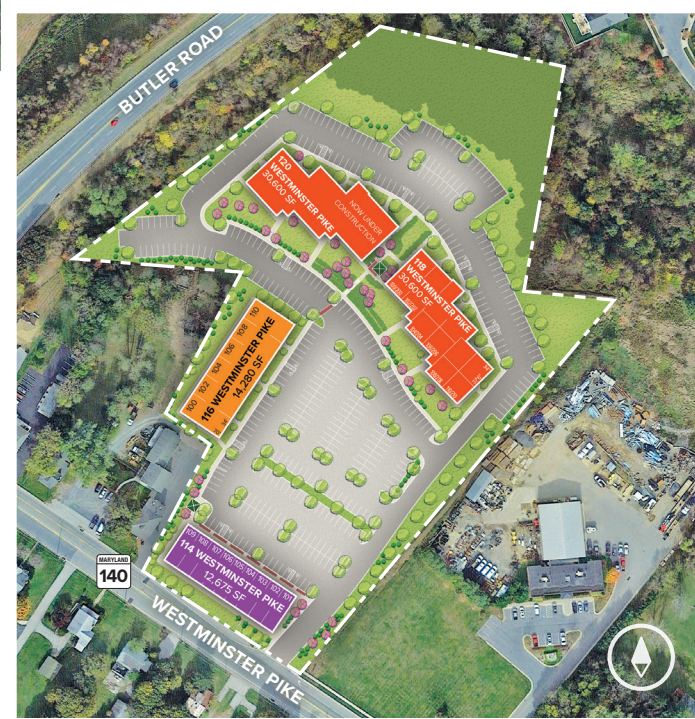 BUTLER ROAD
120
WESTMINSTER PIKE
30,600 SF
NOW UNDER
CONSTRUCTION
118
WESTMINSTER PIKE
30,600 SF
100 102 104 106 108 110
116 WESTMINSTER PIKE
14,280 SF
109 108 107 106 105 104 103 102 101
114 WESTMINSTER PIKE
12,675 SF
MARYLAND
140
WESTMINSTER PIKE